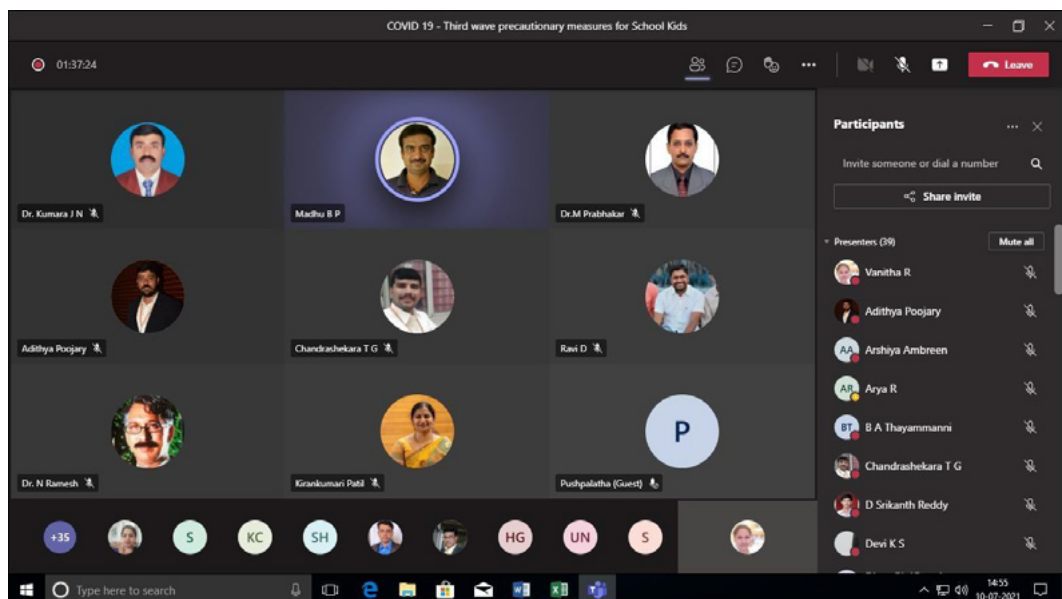 COVID 19 - Third wave precautionary measures for School Kids
01:37:24
Leave
Dr. Kumara J N
Madhu B P
Dr.M Prabhakar
Adithya Poojary
Chandrashekara T G
Ravi D
Dr. N Ramesh
Kirankumari Patil
P
Pushpalatha (Guest)
+35
S
KC
SH
HG
UN
S
Participants
Invite someone or dial a number
Share invite
Presenters (39)
Mute all
Vanitha R
Adithya Poojary
AA
Arshiya Ambreen
AR
Arya R
BT
B A Thayammanni
Chandrashekara T G
D Srikanth Reddy
Devi K S
Type here to search
14:55
10-07-2021